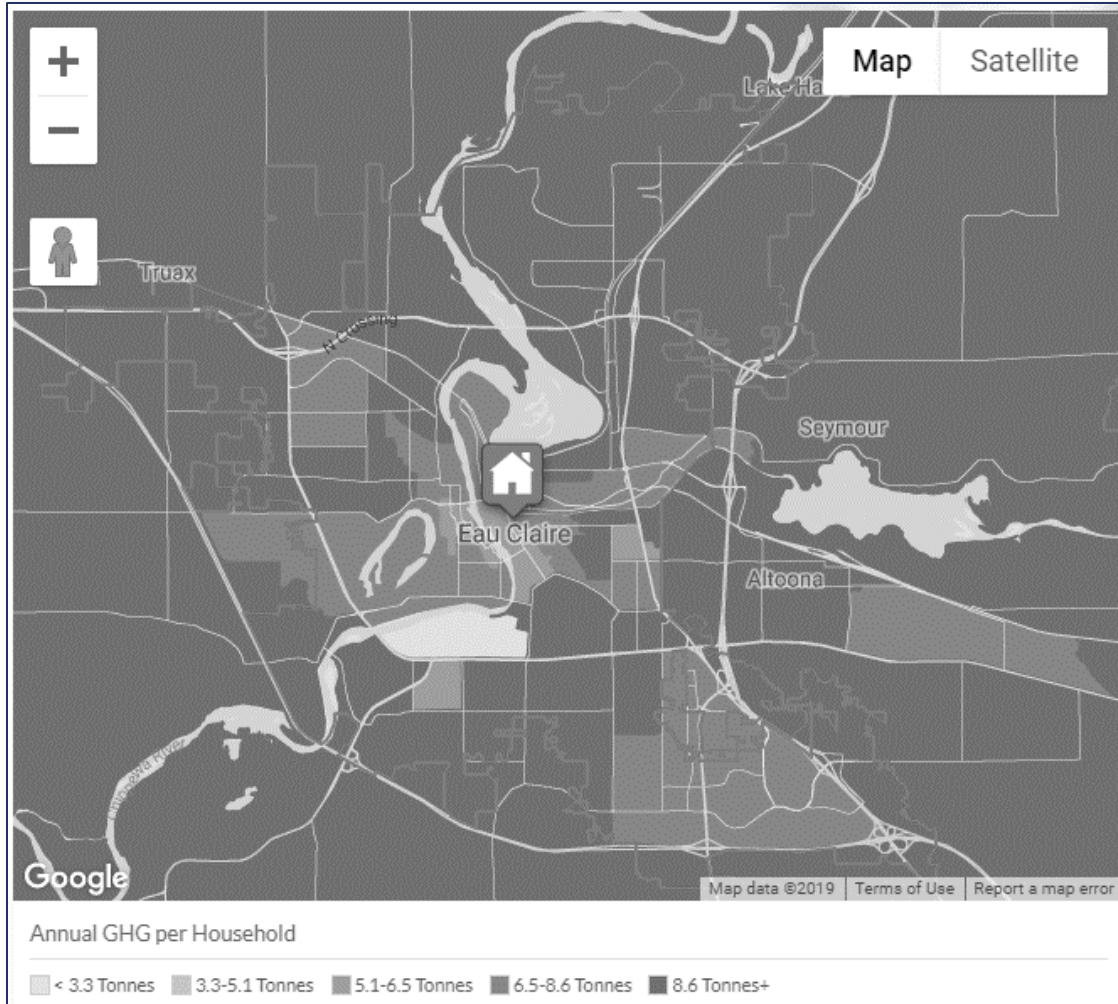 +
Map Satellite
−
Lake Ha
Truax
N Crossing
Seymour
Eau Claire
Altoona
Chippewa River
Google
Map data ©2019 Terms of Use Report a map error
Annual GHG per Household
< 3.3 Tonnes 3.3-5.1 Tonnes 5.1-6.5 Tonnes 6.5-8.6 Tonnes 8.6 Tonnes+